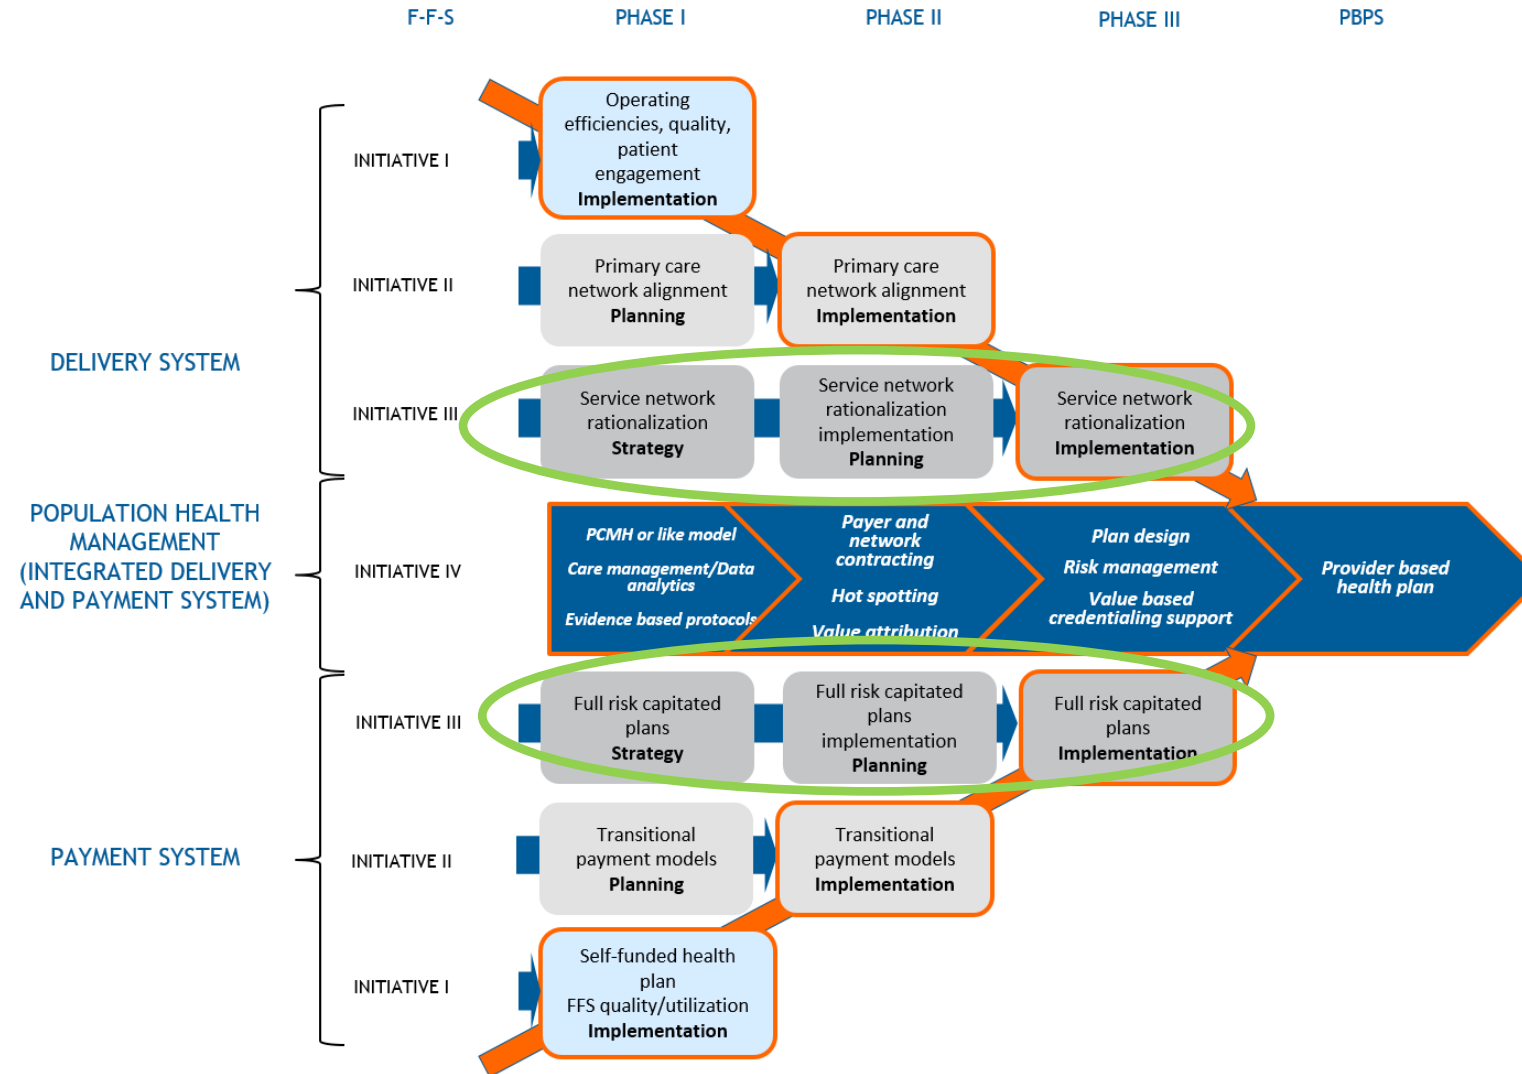 F-F-S
PHASE I
PHASE II
PHASE III
PBPS
DELIVERY SYSTEM
INITIATIVE I
Operating
efficiencies, quality,
patient
engagement
Implementation
INITIATIVE II
Primary care
network alignment
Planning
Primary care
network alignment
Implementation
INITIATIVE III
Service network
rationalization
Strategy
Service network
rationalization
implementation
Planning
Service network
rationalization
Implementation
POPULATION HEALTH
MANAGEMENT
(INTEGRATED DELIVERY
AND PAYMENT SYSTEM)
INITIATIVE IV
PCMH or like model
Care management/Data
analytics
Evidence based protocols
Payer and
network
contracting
Hot spotting
Value attribution
Plan design
Risk management
Value based
credentialing support
Provider based
health plan
PAYMENT SYSTEM
INITIATIVE III
Full risk capitated
plans
Strategy
Full risk capitated
plans
implementation
Planning
Full risk capitated
plans
Implementation
INITIATIVE II
Transitional
payment models
Planning
Transitional
payment models
Implementation
INITIATIVE I
Self-funded health
plan
FFS quality/utilization
Implementation